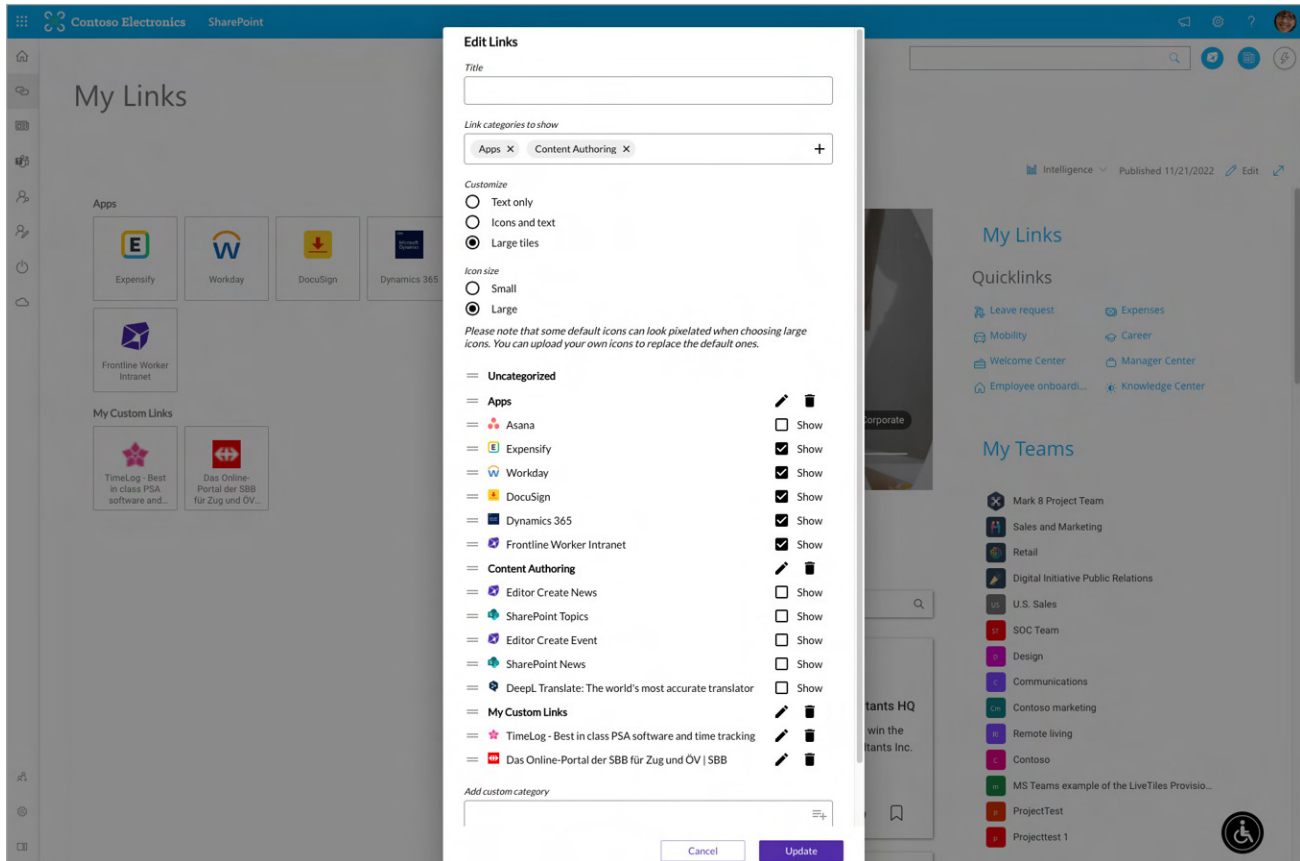 Contoso Electronics SharePoint
My Links
Apps
Expensify
Workday
DocuSign
Microsoft
Dynamics
Dynamics 365
Frontline Worker
Intranet
My Custom Links
TimeLog - Best
in class PSA
software and...
Das Online-
Portal der SBB
für Zug und ÖV...
Edit Links
Title
Link categories to show
Apps
Content Authoring
Customize
Text only
Icons and text
Large tiles
Icon size
Small
Large
Please note that some default icons can look pixelated when choosing large
icons. You can upload your own icons to replace the default ones.
Uncategorized
Apps
Asana Show
Expensify Show
Workday Show
DocuSign Show
Dynamics 365 Show
Frontline Worker Intranet Show
Content Authoring
Editor Create News Show
SharePoint Topics Show
Editor Create Event Show
SharePoint News Show
DeepL Translate: The world's most accurate translator Show
My Custom Links
TimeLog - Best in class PSA software and time tracking
Das Online-Portal der SBB für Zug und ÖV | SBB
Add custom category
Cancel
Update
Intelligence Published 11/21/2022 Edit
Corporate
tants HQ
win the
ltants Inc.
My Links
Quicklinks
Leave request Expenses
Mobility Career
Welcome Center Manager Center
Employee onboardi... Knowledge Center
My Teams
Mark 8 Project Team
Sales and Marketing
Retail
Digital Initiative Public Relations
US U.S. Sales
ST SOC Team
D Design
C Communications
Cm Contoso marketing
Rl Remote living
C Contoso
m MS Teams example of the LiveTiles Provisio...
P ProjectTest
P Projecttest 1